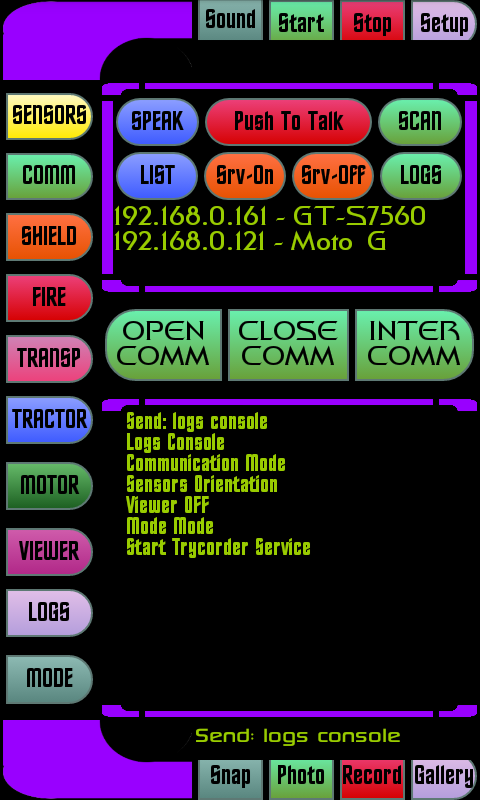 Sound Start Stop Setup
SENSORS
COMM
SHIELD
FIRE
TRANSP
TRACTOR
MOTOR
VIEWER
LOGS
MODE
SPEAK Push To Talk SCAN
LIST Srv-On Srv-Off LOGS
192.168.0.161 - GT-S7560
192.168.0.121 - Moto G
OPEN COMM
CLOSE COMM
INTER COMM
Send: logs console
Logs Console
Communication Mode
Sensors Orientation
Viewer OFF
Mode Mode
Start Trycorder Service
Send: logs console
Snap Photo Record Gallery